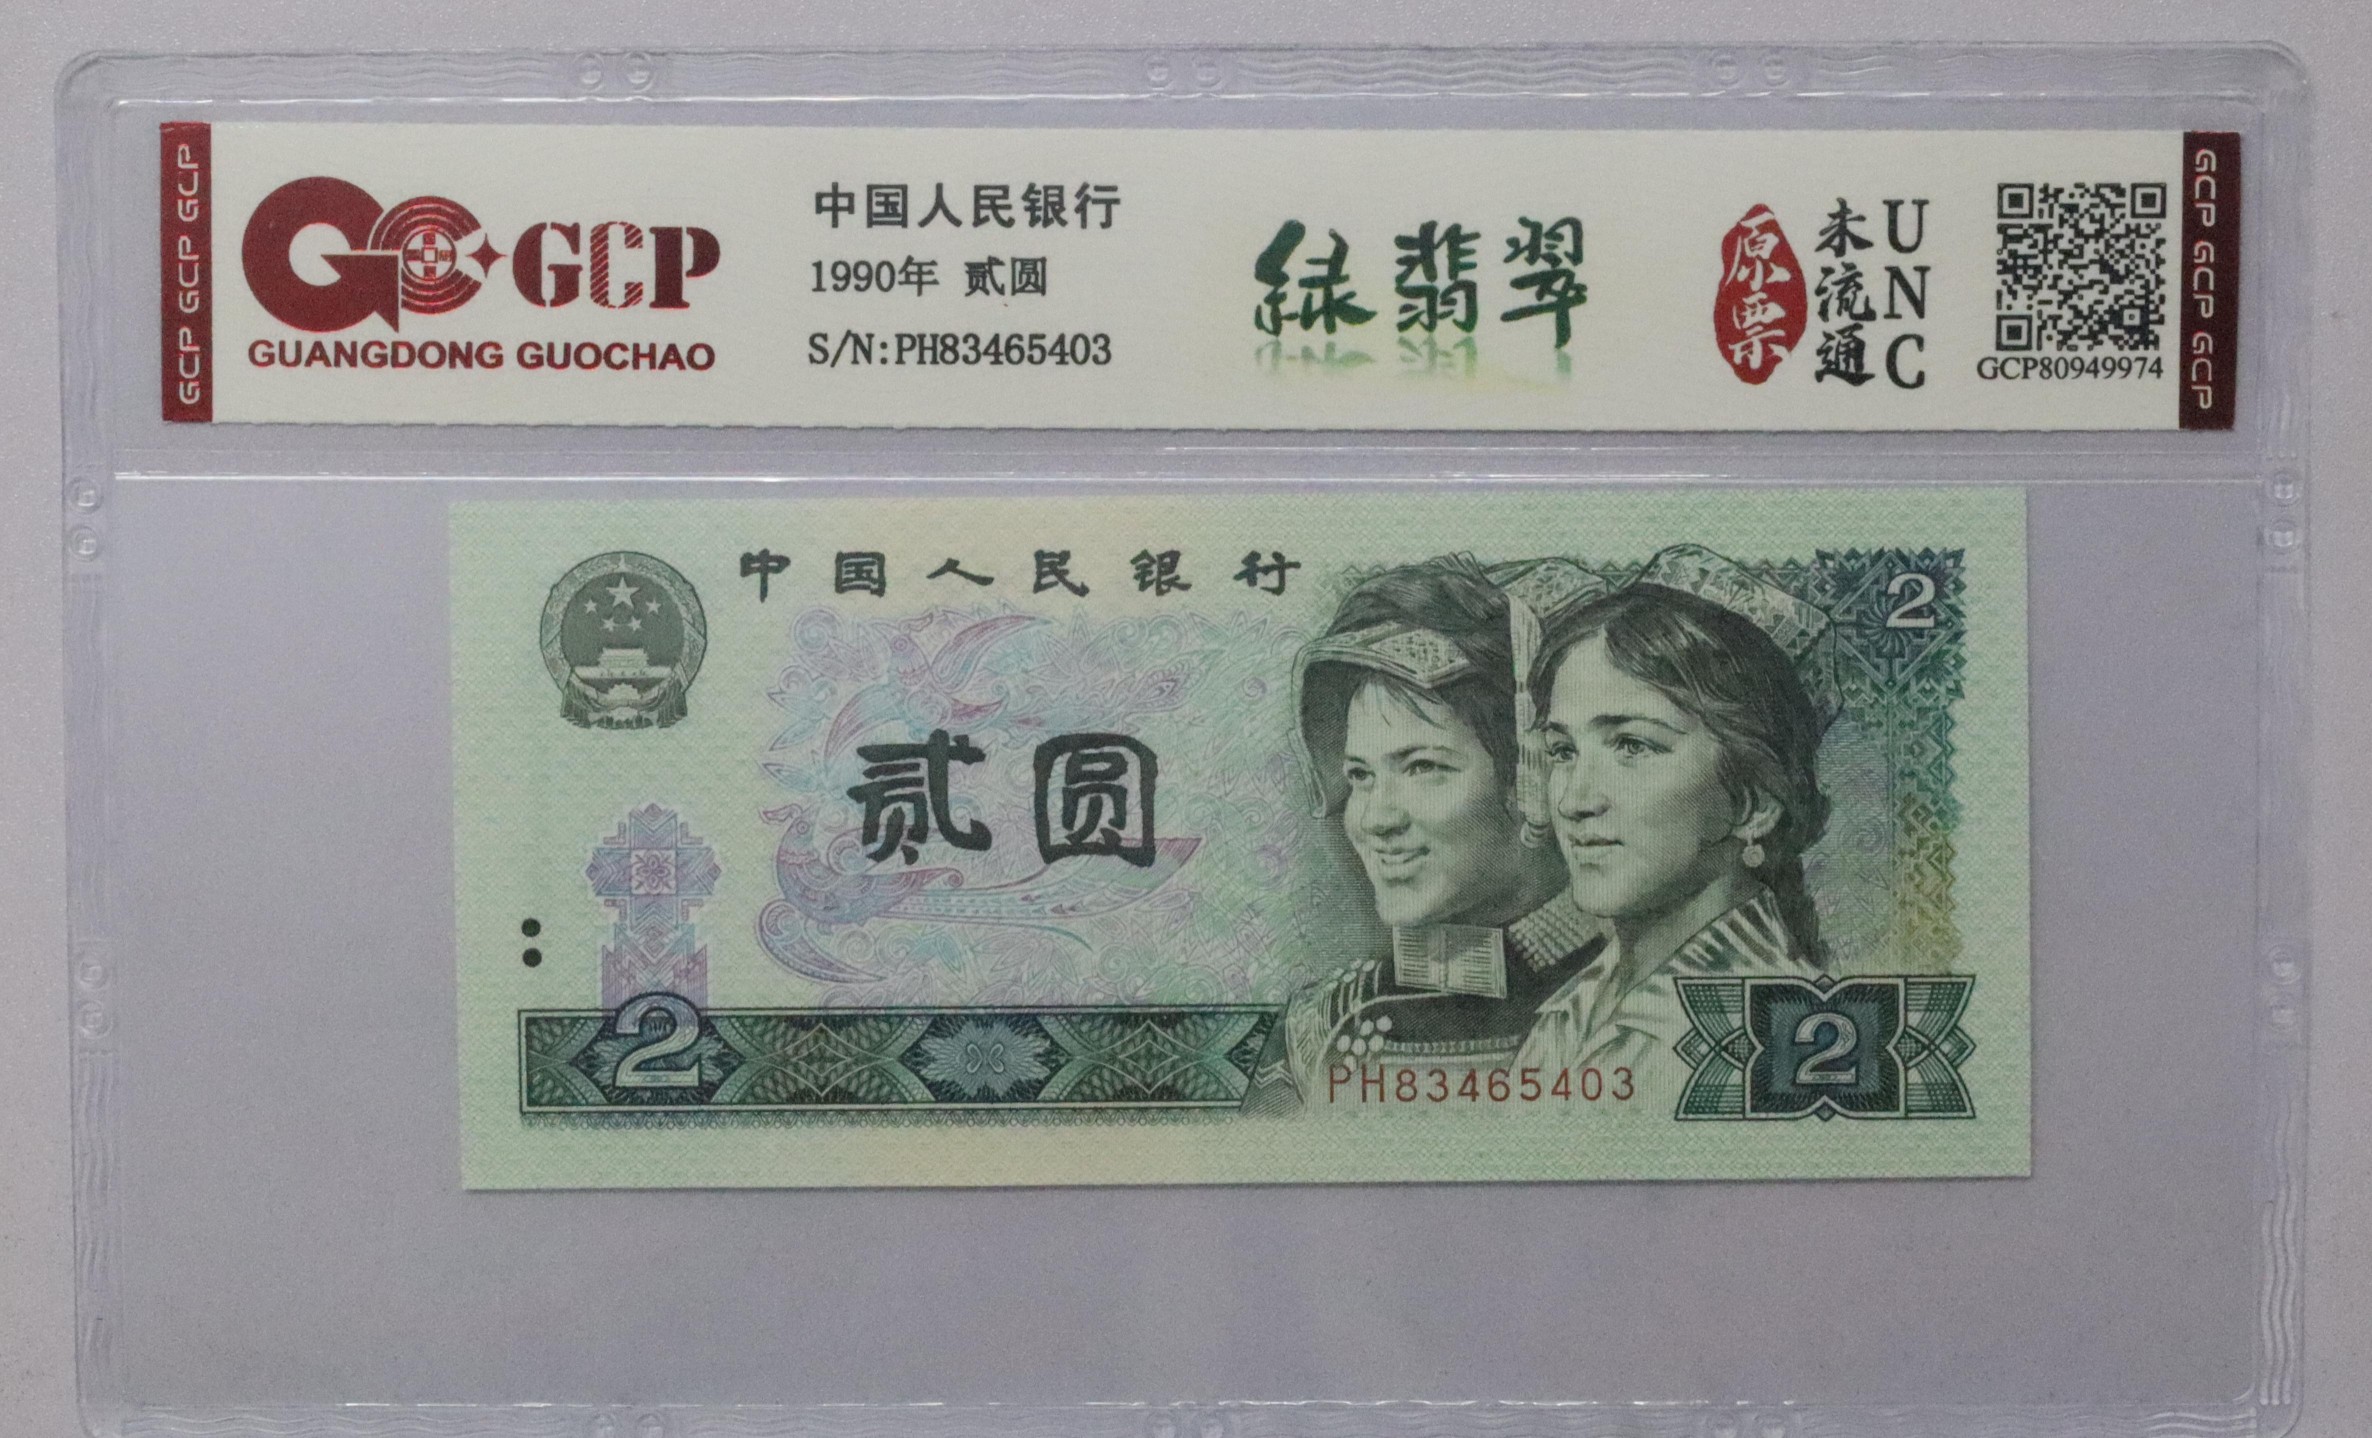 GCP GCP GCP
GCP
GUANGDONG GUOCHAO
中国人民银行
1990年 贰圆
S/N:PH83465403
绿翡翠
原票
未流通
UNC
GCP80949974
GCP GCP GCP
中国人民银行
2
贰圆
2
PH83465403
2